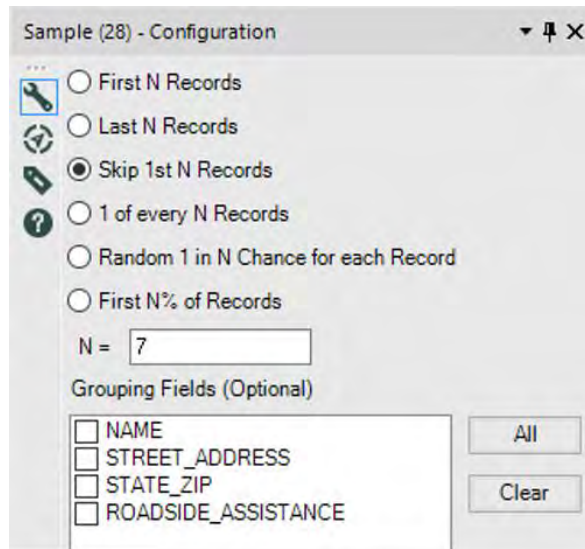 Sample (28) - Configuration
First N Records
Last N Records
Skip 1st N Records
1 of every N Records
Random 1 in N Chance for each Record
First N% of Records
N = 7
Grouping Fields (Optional)
NAME
STREET_ADDRESS
STATE_ZIP
ROADSIDE_ASSISTANCE
All
Clear